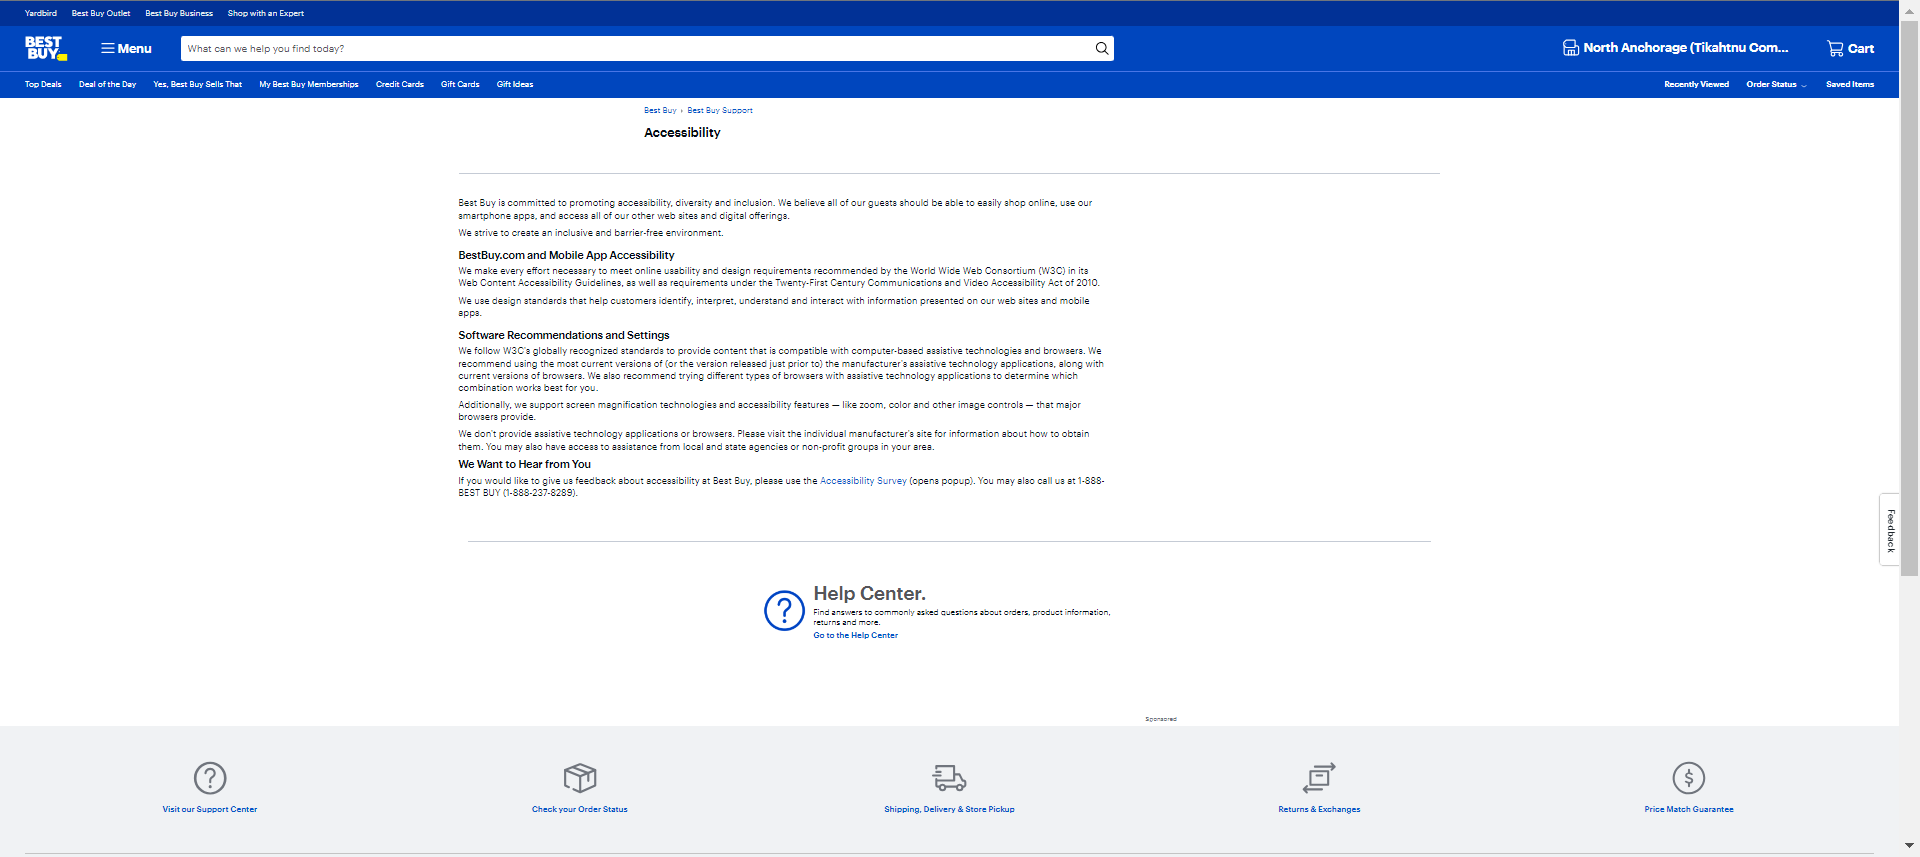 Yardbird Best Buy Outlet Best Buy Business Shop with an Expert
BEST BUY
Menu
What can we help you find today?
North Anchorage (Tikahtnu Com...
Cart
Top Deals Deal of the Day Yes, Best Buy Sells That My Best Buy Memberships Credit Cards Gift Cards Gift Ideas
Recently Viewed Order Status Saved Items
Best Buy › Best Buy Support
Accessibility
Best Buy is committed to promoting accessibility, diversity and inclusion. We believe all of our guests should be able to easily shop online, use our
smartphone apps, and access all of our other web sites and digital offerings.
We strive to create an inclusive and barrier-free environment.
BestBuy.com and Mobile App Accessibility
We make every effort necessary to meet online usability and design requirements recommended by the World Wide Web Consortium (W3C) in its
Web Content Accessibility Guidelines, as well as requirements under the Twenty-First Century Communications and Video Accessibility Act of 2010.
We use design standards that help customers identify, interpret, understand and interact with information presented on our web sites and mobile
apps.
Software Recommendations and Settings
We follow W3C's globally recognized standards to provide content that is compatible with computer-based assistive technologies and browsers. We
recommend using the most current versions of (or the version released just prior to) the manufacturer's assistive technology applications, along with
current versions of browsers. We also recommend trying different types of browsers with assistive technology applications to determine which
combination works best for you.
Additionally, we support screen magnification technologies and accessibility features — like zoom, color and other image controls — that major
browsers provide.
We don't provide assistive technology applications or browsers. Please visit the individual manufacturer's site for information about how to obtain
them. You may also have access to assistance from local and state agencies or non-profit groups in your area.
We Want to Hear from You
If you would like to give us feedback about accessibility at Best Buy, please use the Accessibility Survey (opens popup). You may also call us at 1-888-
BEST BUY (1-888-237-8289).
Feedback
Help Center.
Find answers to commonly asked questions about orders, product information,
returns and more.
Go to the Help Center
Sponsored
Visit our Support Center
Check your Order Status
Shipping, Delivery & Store Pickup
Returns & Exchanges
Price Match Guarantee